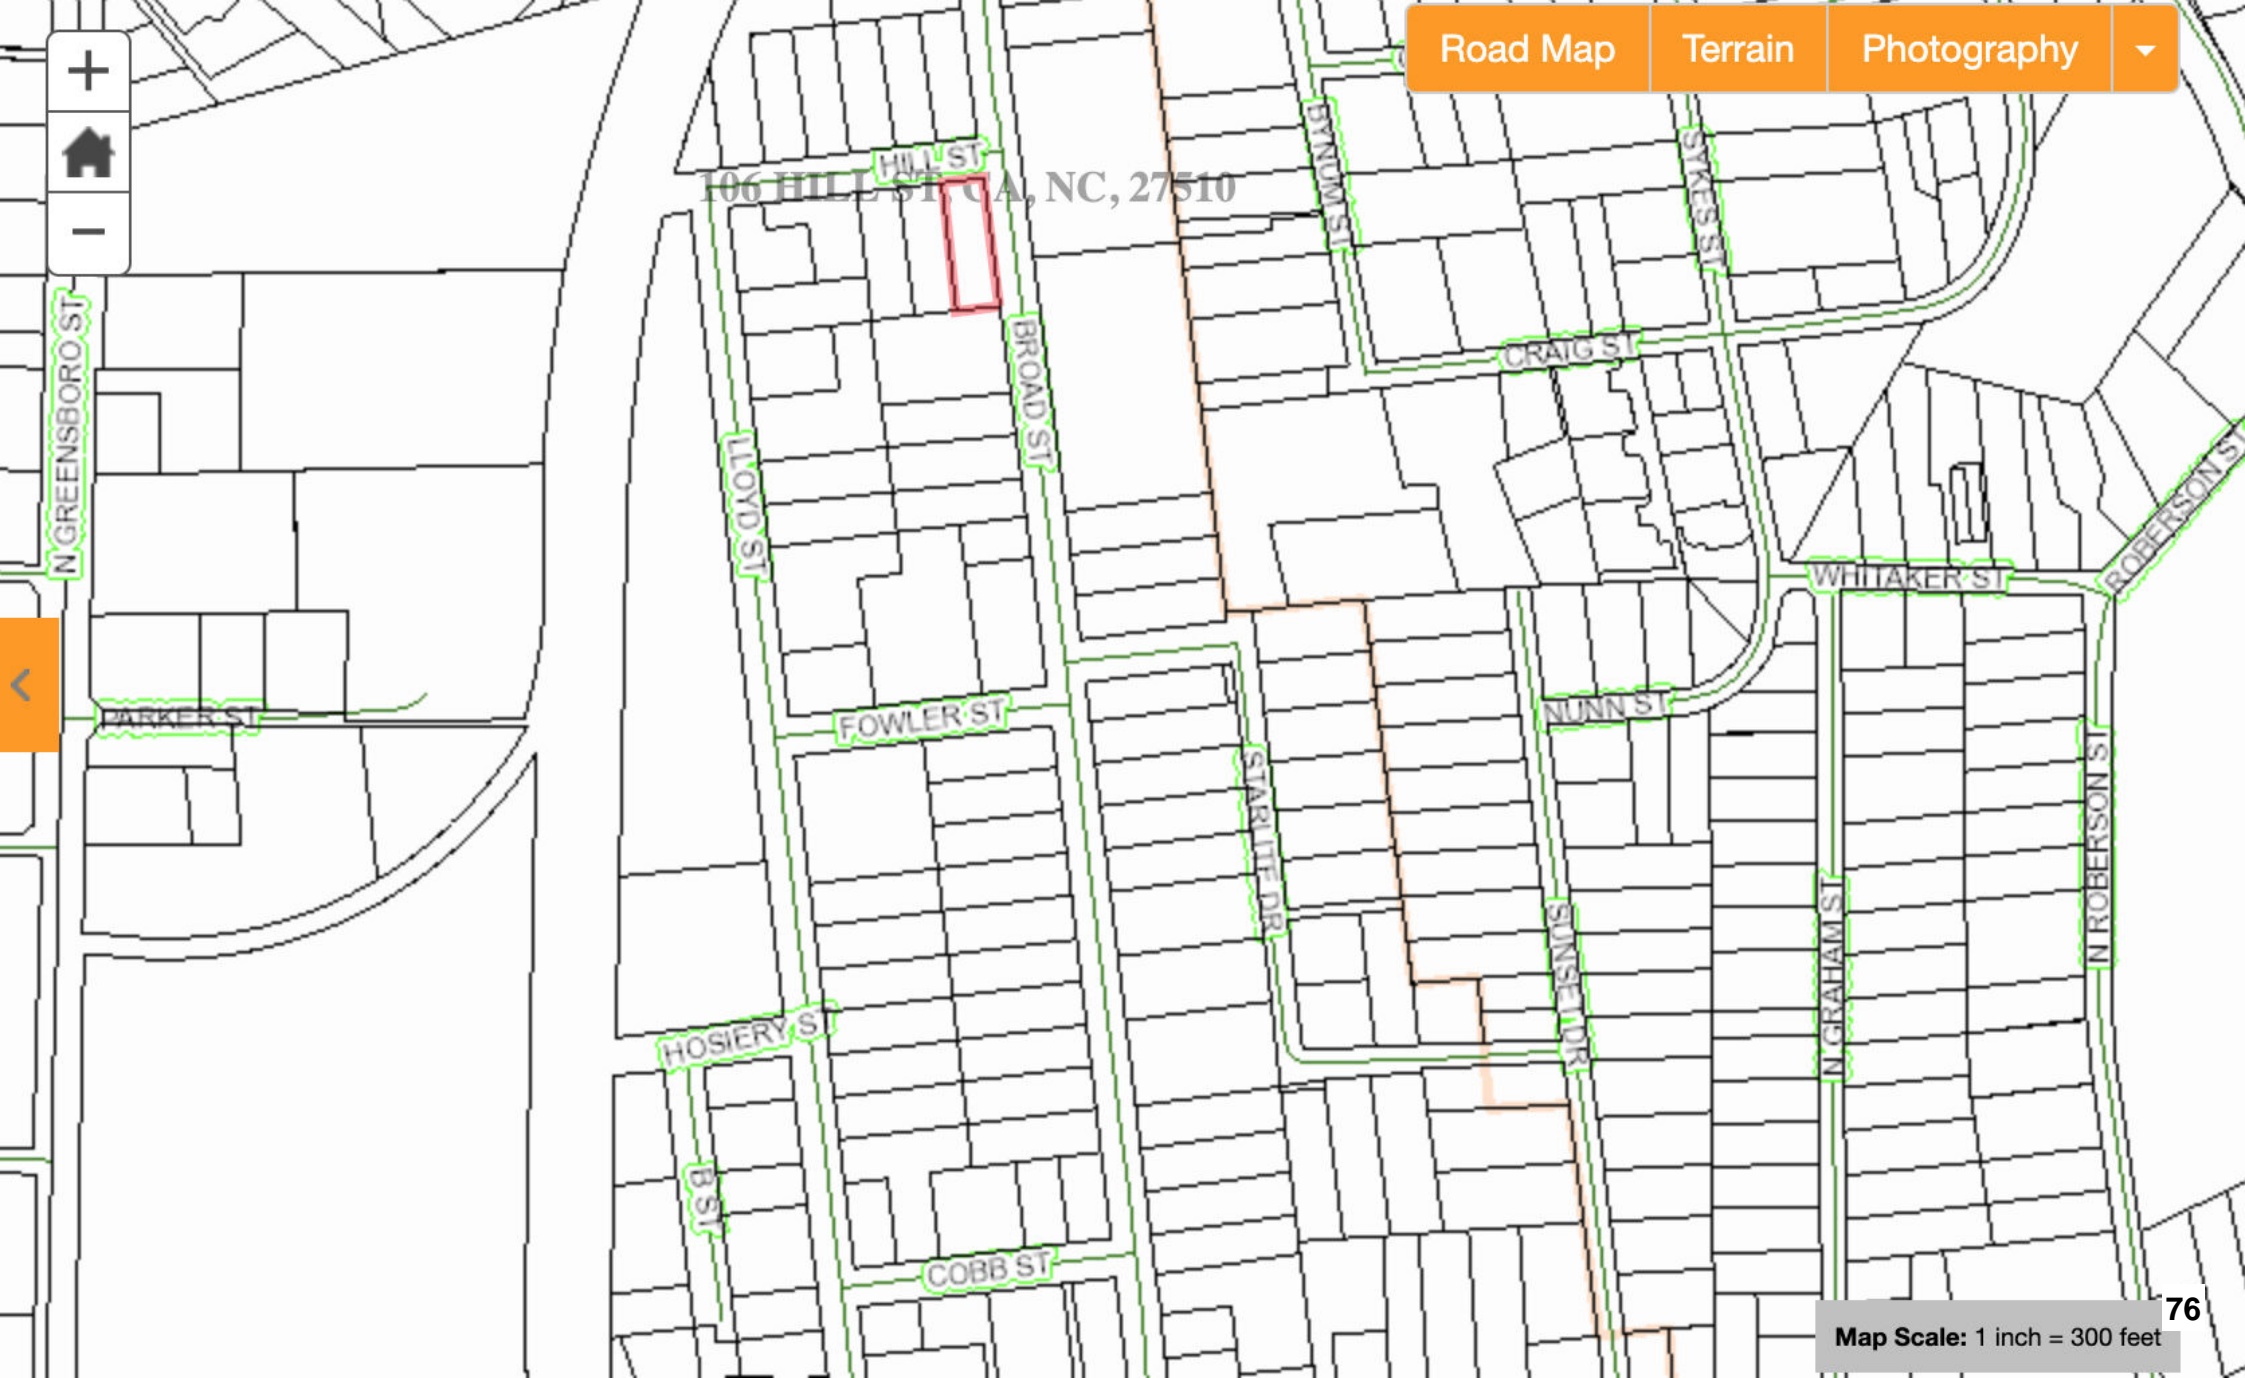 Road Map
Terrain
Photography
+
−
HILL ST
106 HILL ST, CA, NC, 27510
BYNUM ST
SYKES ST
N GREENSBORO ST
BROAD ST
CRAIG ST
LLOYD ST
ROBERSON ST
WHITAKER ST
PARKER ST
FOWLER ST
NUNN ST
STARLITE DR
N ROBERSON ST
SUNSET DR
N GRAHAM ST
HOSIERY ST
B ST
COBB ST
76
Map Scale: 1 inch = 300 feet